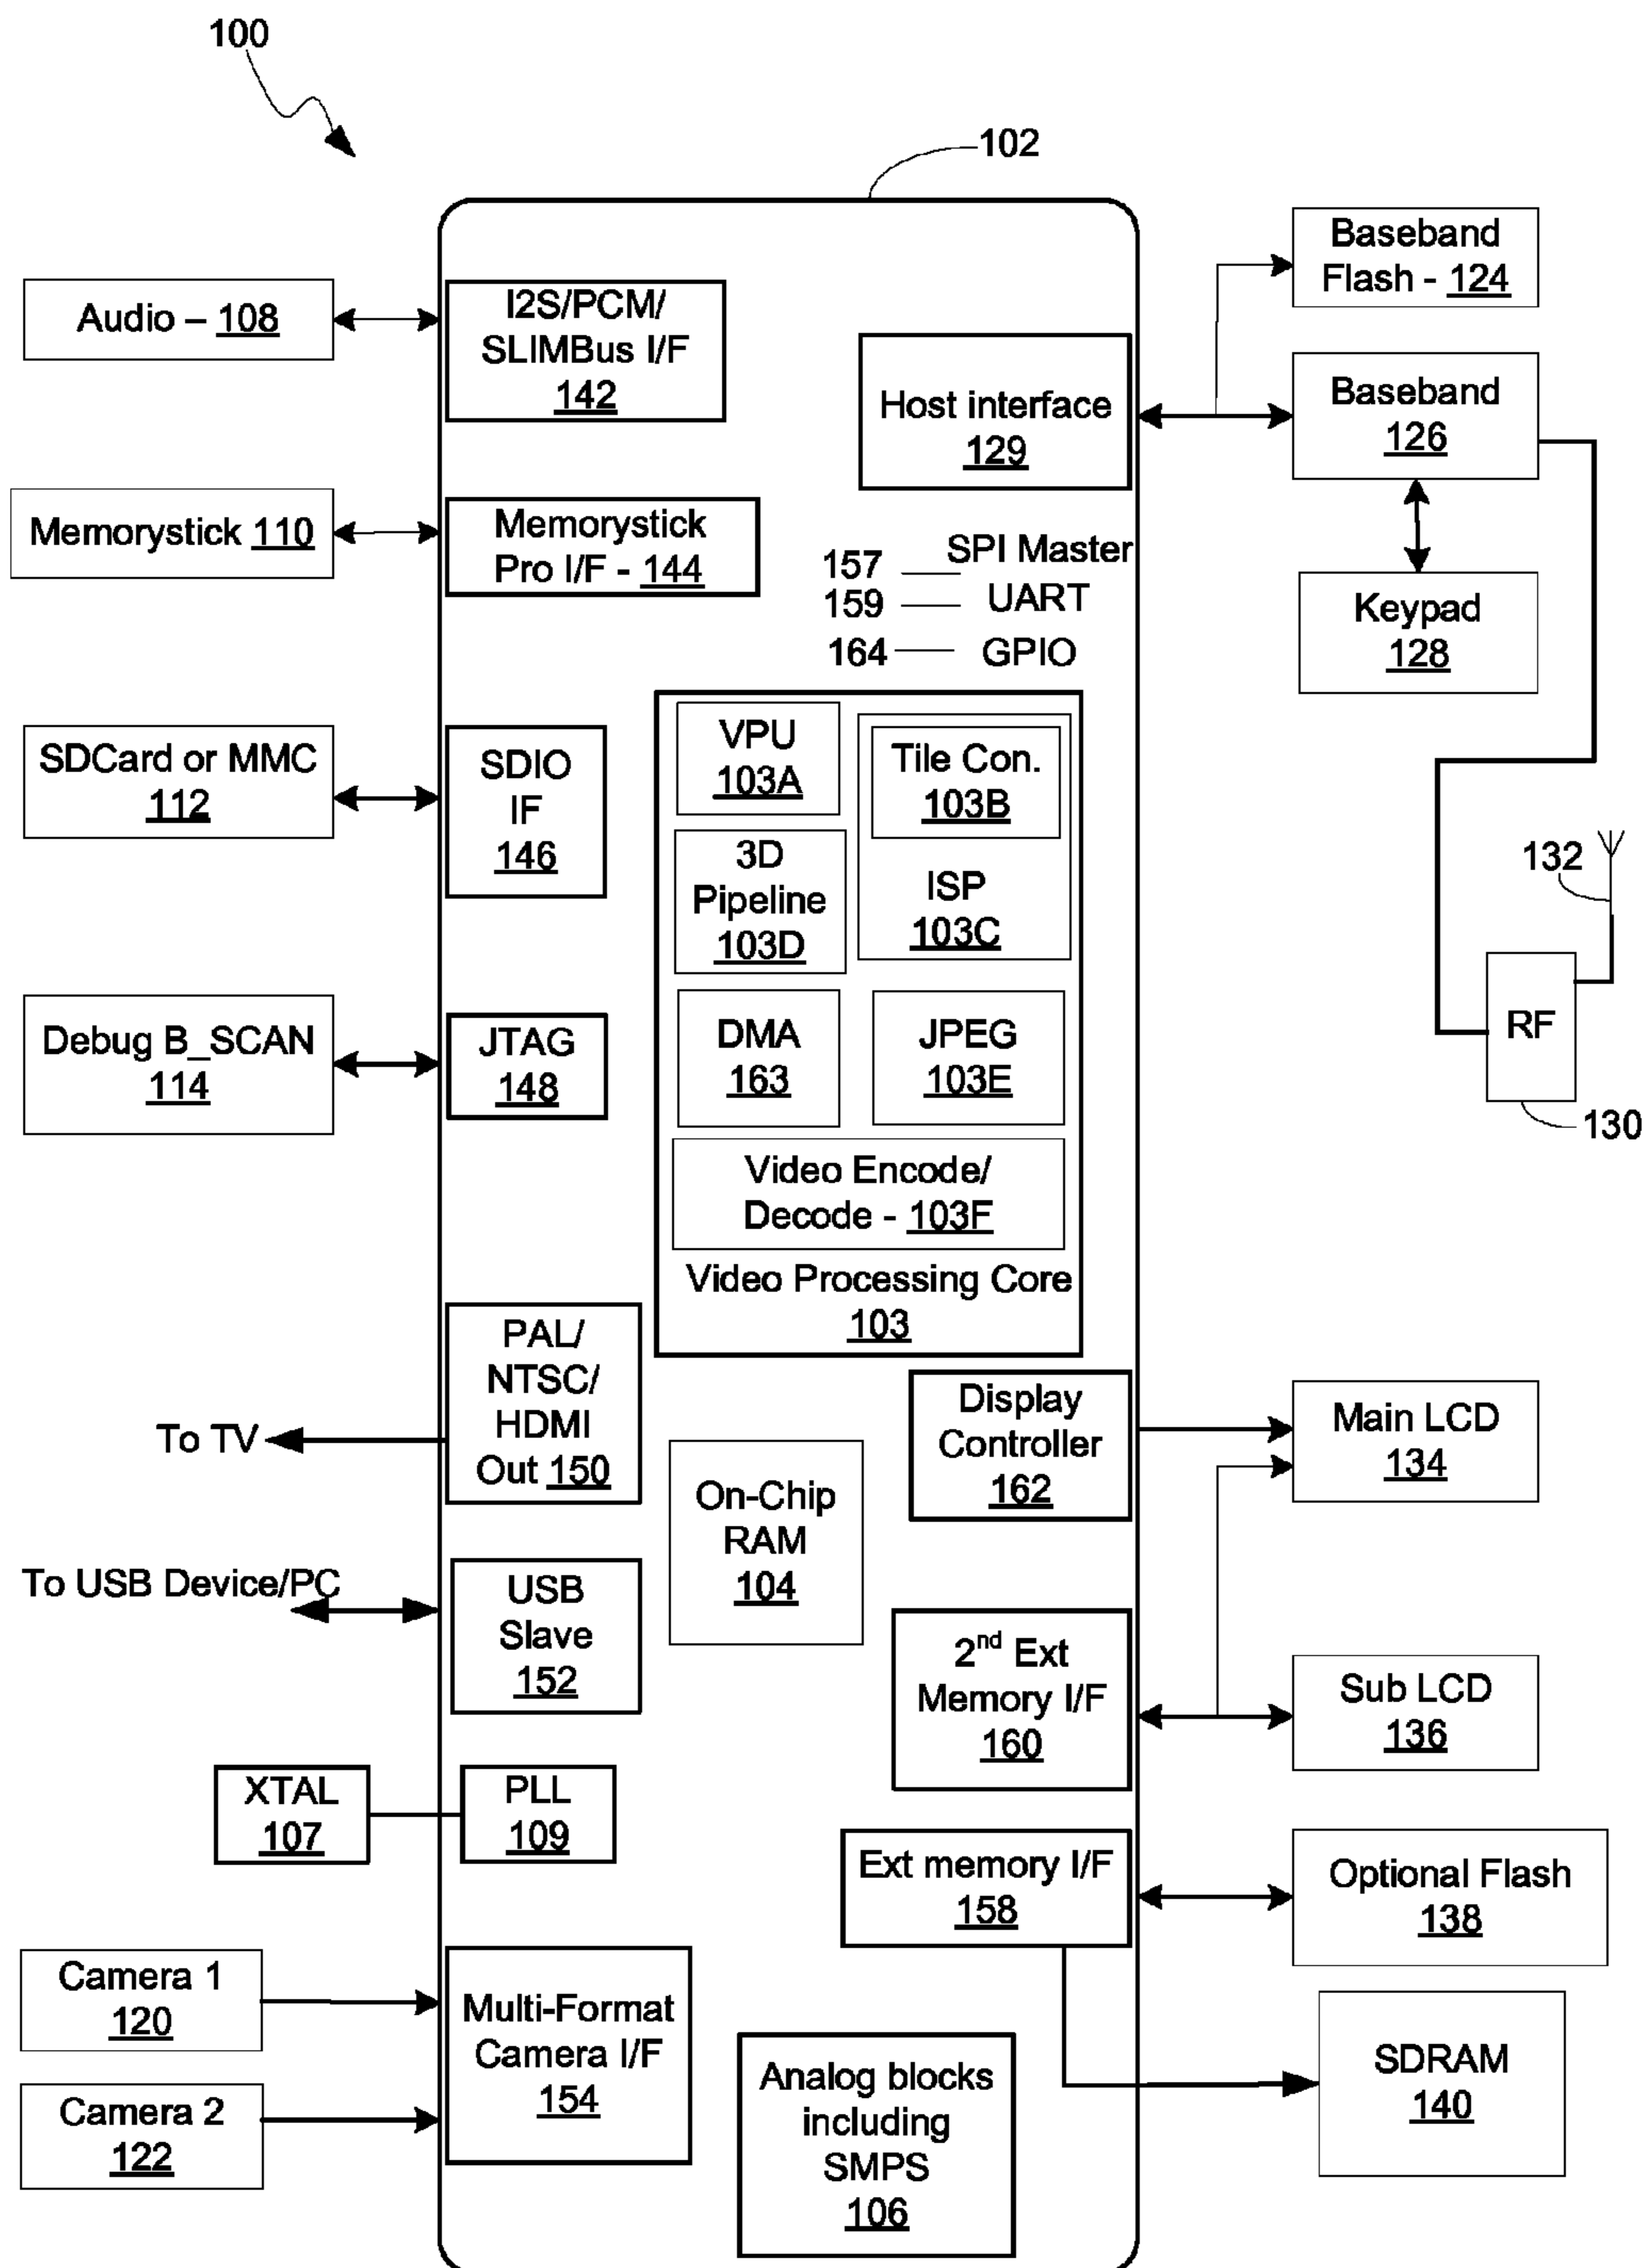 100
102
Audio – 108
I2S/PCM/
SLIMBus I/F
142
Baseband
Flash - 124
Host interface
129
Baseband
126
Memorystick 110
Memorystick
Pro I/F - 144
157
SPI Master
159
UART
164
GPIO
Keypad
128
SDCard or MMC
112
SDIO
IF
146
VPU
103A
Tile Con.
103B
3D
Pipeline
103D
ISP
103C
132
RF
130
Debug B_SCAN
114
JTAG
148
DMA
163
JPEG
103E
Video Encode/
Decode - 103F
Video Processing Core
103
To TV
PAL/
NTSC/
HDMI
Out 150
On-Chip
RAM
104
Display
Controller
162
Main LCD
134
To USB Device/PC
USB
Slave
152
2nd Ext
Memory I/F
160
Sub LCD
136
XTAL
107
PLL
109
Ext memory I/F
158
Optional Flash
138
Camera 1
120
Camera 2
122
Multi-Format
Camera I/F
154
Analog blocks
including
SMPS
106
SDRAM
140